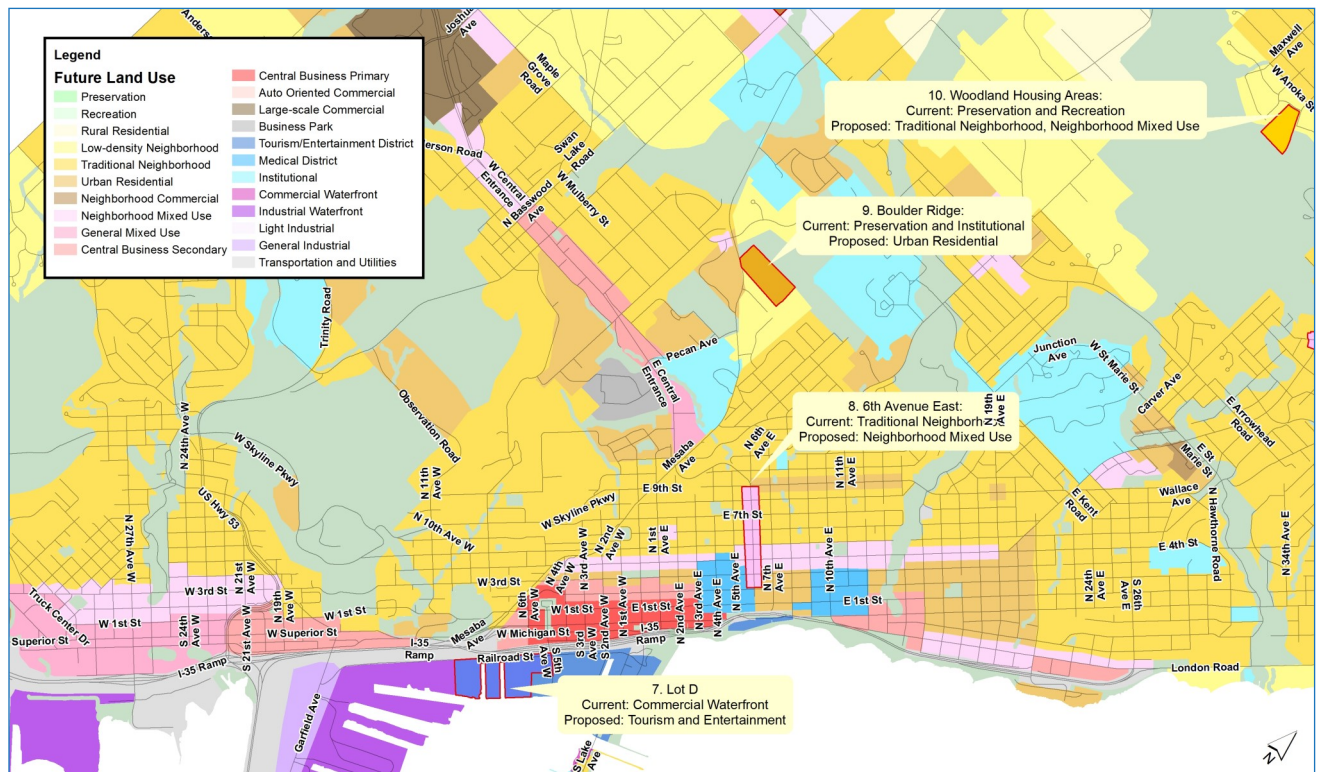 Legend
Future Land Use
Preservation
Recreation
Rural Residential
Low-density Neighborhood
Traditional Neighborhood
Urban Residential
Neighborhood Commercial
Neighborhood Mixed Use
General Mixed Use
Central Business Secondary
Central Business Primary
Auto Oriented Commercial
Large-scale Commercial
Business Park
Tourism/Entertainment District
Medical District
Institutional
Commercial Waterfront
Industrial Waterfront
Light Industrial
General Industrial
Transportation and Utilities
10. Woodland Housing Areas:
Current: Preservation and Recreation
Proposed: Traditional Neighborhood, Neighborhood Mixed Use
9. Boulder Ridge:
Current: Preservation and Institutional
Proposed: Urban Residential
8. 6th Avenue East:
Current: Traditional Neighborh
Proposed: Neighborhood Mixed Use
7. Lot D
Current: Commercial Waterfront
Proposed: Tourism and Entertainment
Maple
Grove
Road
Maxwell
Ave
W Anoka St
erson Road
W Central
Entrance
Swan
Lake
Road
N Basswood
Ave
W Mulberry St
Trinity Road
Pecan Ave
E Central
Entrance
Junction
Ave
W St Marie St
Carver Ave
E Arrowhead
Road
N 19th
Ave E
Observation Road
N 24th Ave W
W Skyline Pkwy
US Hwy 53
N 11th
Ave W
N 10th Ave W
Mesaba
Ave
N 6th
Ave E
N 11th
Ave E
E 9th St
W Skyline Pkwy
E 7th St
E St
Marie St
Wallace
Ave
E Kent
Road
N Hawthorne Road
N 27th Ave W
N 34th Ave E
E 4th St
N 2nd
Ave W
N 1st
Ave E
N 3rd Ave W
N 4th
Ave W
W 3rd St
N 21st
Ave W
N 19th
Ave W
W 3rd St
N 6th
Ave W
W 1st St
N 1st Ave W
E 1st St
N 2nd Ave E
N 3rd Ave E
N 4th Ave E
N 5th Ave E
N 7th
Ave E
N 10th
Ave E
E 1st St
N 24th
Ave E
S 26th
Ave E
Truck Center Dr
W 1st St
W 1st St
S 24th
Ave W
Superior St
S 21st Ave W
W Superior St
I-35 Ramp
I-35
Ramp
Mesaba
Ave
W Michigan St
Railroad St
S 5th
Ave W
S 3rd
Ave W
S 2nd Ave W
I-35
Ramp
London Road
Garfield Ave
S Lake
Ave